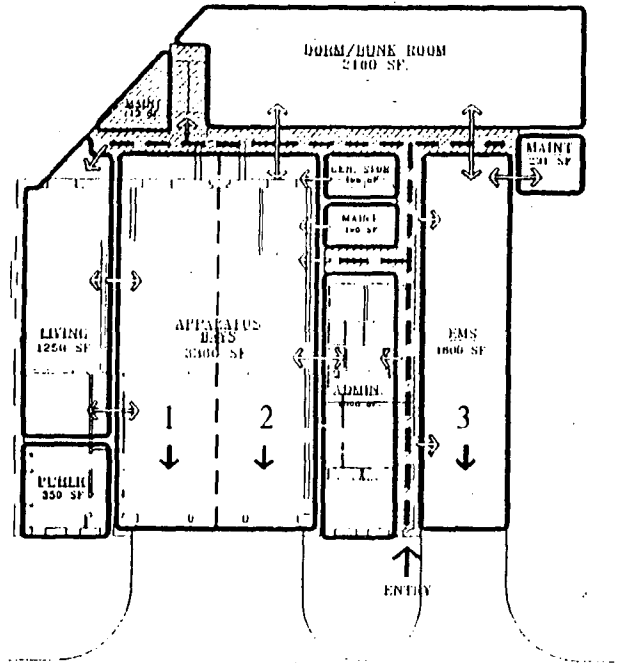 DORM/BUNK ROOM
2100 SF.
MAINT
MAINT
231 SF
GEN. STOR
MAINT
LIVING
1250 SF
APPARATUS
BAYS
3300 SF
EMS
1600 SF
ADMIN.
1
2
3
PUBLIC
350 SF
ENTRY